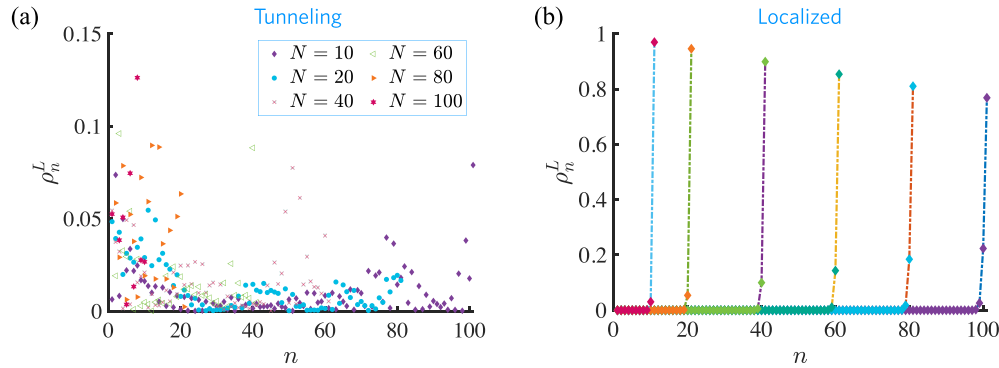 (a) Tunneling
0.15
0.1
0.05
0
ρ_n^L
N = 10
N = 20
N = 40
N = 60
N = 80
N = 100
0 20 40 60 80 100
n
(b) Localized
1
0.8
0.6
0.4
0.2
0
ρ_n^L
0 20 40 60 80 100
n